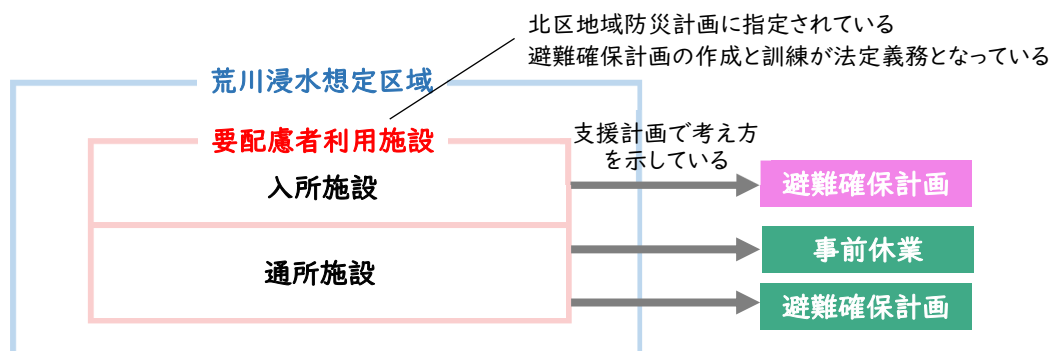 北区地域防災計画に指定されている
避難確保計画の作成と訓練が法定義務となっている
荒川浸水想定区域
要配慮者利用施設
支援計画で考え方
を示している
入所施設
避難確保計画
事前休業
通所施設
避難確保計画